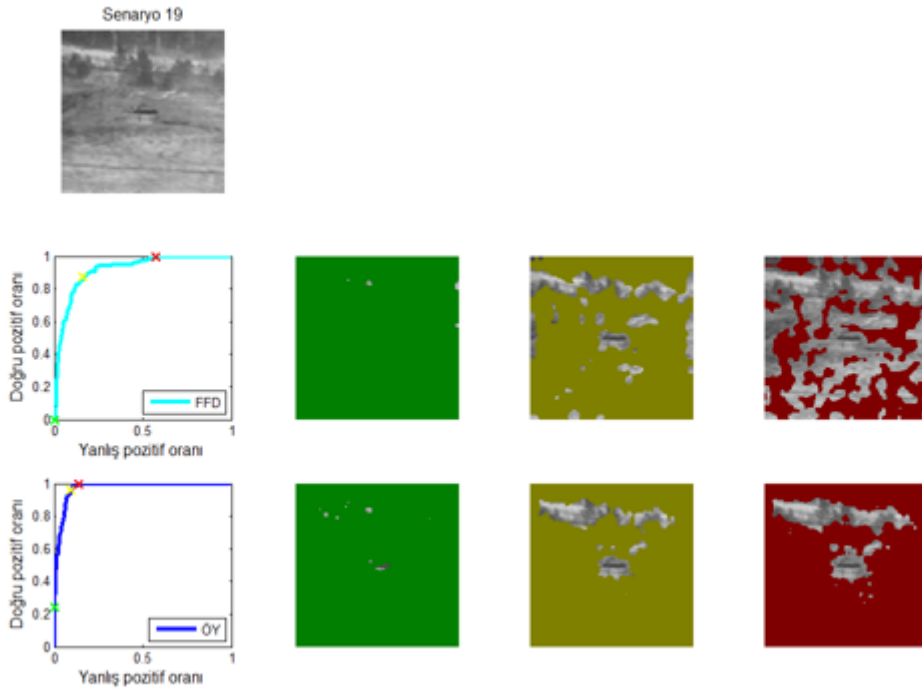 Senaryo 19
1
0.8
0.6
0.4
0.2
0
0 0.5 1
Doğru pozitif oranı
FFD
Yanlış pozitif oranı
1
0.8
0.6
0.4
0.2
0
0 0.5 1
Doğru pozitif oranı
ÖY
Yanlış pozitif oranı